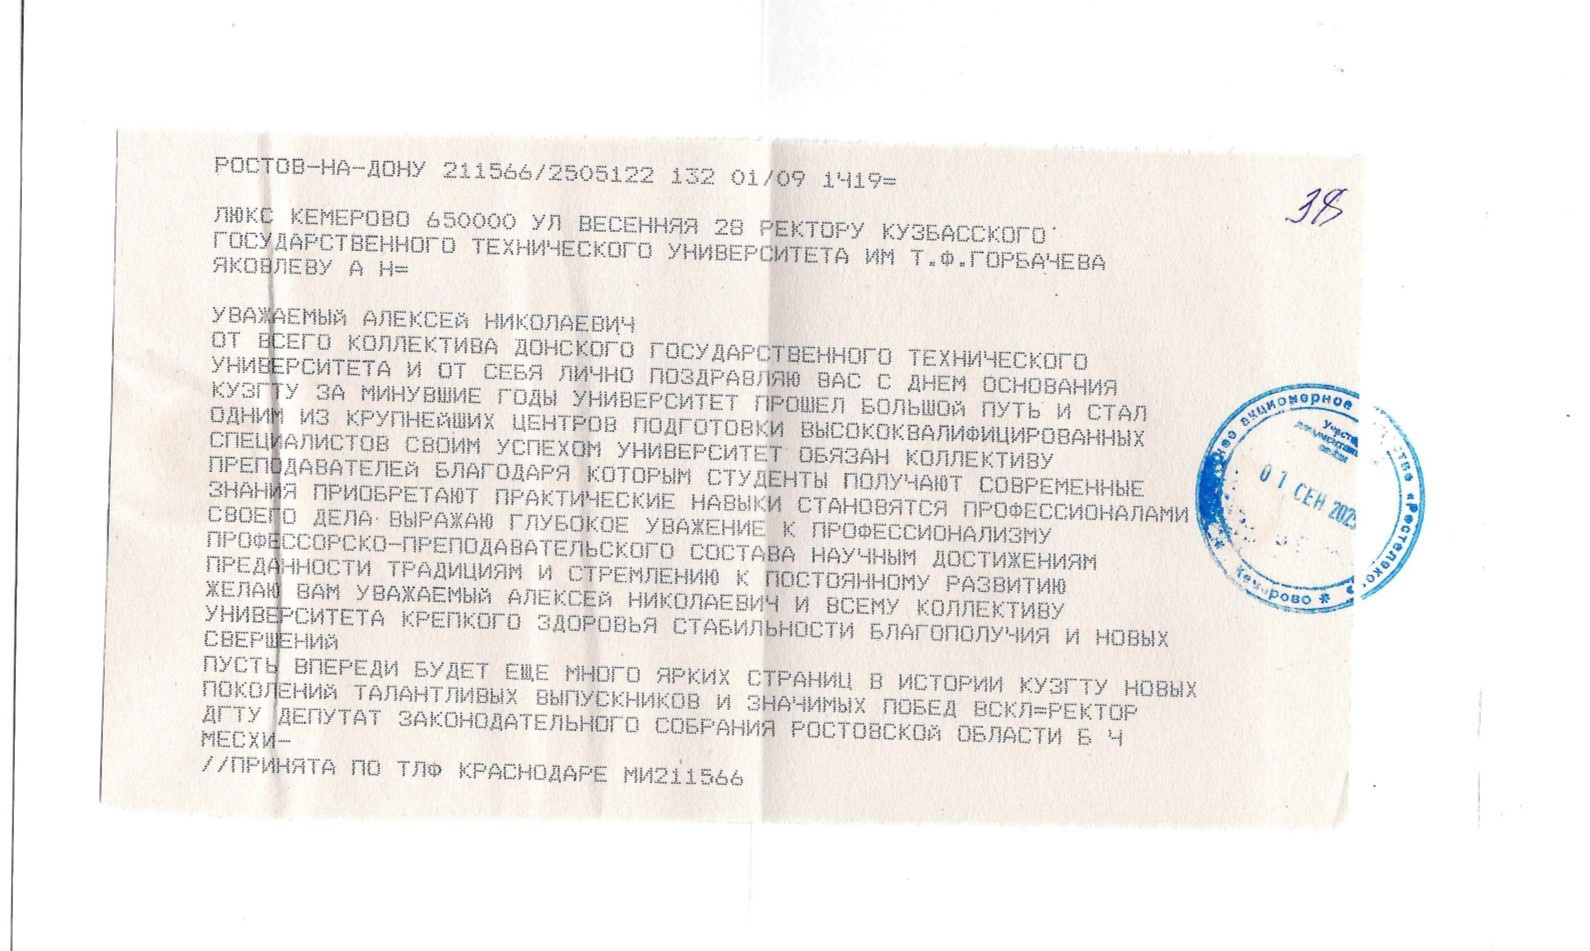 РОСТОВ-НА-ДОНУ 211566/2505122 132 01/09 1419=
38
ЛЮКС КЕМЕРОВО 650000 УЛ ВЕСЕННЯЯ 28 РЕКТОРУ КУЗБАССКОГО
ГОСУДАРСТВЕННОГО ТЕХНИЧЕСКОГО УНИВЕРСИТЕТА ИМ Т.Ф.ГОРБАЧЕВА
ЯКОВЛЕВУ А Н=
УВАЖАЕМЫЙ АЛЕКСЕЙ НИКОЛАЕВИЧ
ОТ ВСЕГО КОЛЛЕКТИВА ДОНСКОГО ГОСУДАРСТВЕННОГО ТЕХНИЧЕСКОГО
УНИВЕРСИТЕТА И ОТ СЕБЯ ЛИЧНО ПОЗДРАВЛЯЮ ВАС С ДНЕМ ОСНОВАНИЯ
КУЗГТУ ЗА МИНУВШИЕ ГОДЫ УНИВЕРСИТЕТ ПРОШЕЛ БОЛЬШОЙ ПУТЬ И СТАЛ
ОДНИМ ИЗ КРУПНЕЙШИХ ЦЕНТРОВ ПОДГОТОВКИ ВЫСОКОКВАЛИФИЦИРОВАННЫХ
СПЕЦИАЛИСТОВ СВОИМ УСПЕХОМ УНИВЕРСИТЕТ ОБЯЗАН КОЛЛЕКТИВУ
ПРЕПОДАВАТЕЛЕЙ БЛАГОДАРЯ КОТОРЫМ СТУДЕНТЫ ПОЛУЧАЮТ СОВРЕМЕННЫЕ
ЗНАНИЯ ПРИОБРЕТАЮТ ПРАКТИЧЕСКИЕ НАВЫКИ СТАНОВЯТСЯ ПРОФЕССИОНАЛАМИ
СВОЕГО ДЕЛА ВЫРАЖАЮ ГЛУБОКОЕ УВАЖЕНИЕ К ПРОФЕССИОНАЛИЗМУ
ПРОФЕССОРСКО-ПРЕПОДАВАТЕЛЬСКОГО СОСТАВА НАУЧНЫМ ДОСТИЖЕНИЯМ
ПРЕДАННОСТИ ТРАДИЦИЯМ И СТРЕМЛЕНИЮ К ПОСТОЯННОМУ РАЗВИТИЮ
ЖЕЛАЮ ВАМ УВАЖАЕМЫЙ АЛЕКСЕЙ НИКОЛАЕВИЧ И ВСЕМУ КОЛЛЕКТИВУ
УНИВЕРСИТЕТА КРЕПКОГО ЗДОРОВЬЯ СТАБИЛЬНОСТИ БЛАГОПОЛУЧИЯ И НОВЫХ
СВЕРШЕНИЙ
ПУСТЬ ВПЕРЕДИ БУДЕТ ЕЩЕ МНОГО ЯРКИХ СТРАНИЦ В ИСТОРИИ КУЗГТУ НОВЫХ
ПОКОЛЕНИЙ ТАЛАНТЛИВЫХ ВЫПУСКНИКОВ И ЗНАЧИМЫХ ПОБЕД ВСКЛ=РЕКТОР
ДГТУ ДЕПУТАТ ЗАКОНОДАТЕЛЬНОГО СОБРАНИЯ РОСТОВСКОЙ ОБЛАСТИ Б Ч
МЕСХИ-
//ПРИНЯТА ПО ТЛФ КРАСНОДАРЕ МИ211566
акционерное
01 СЕН 2025